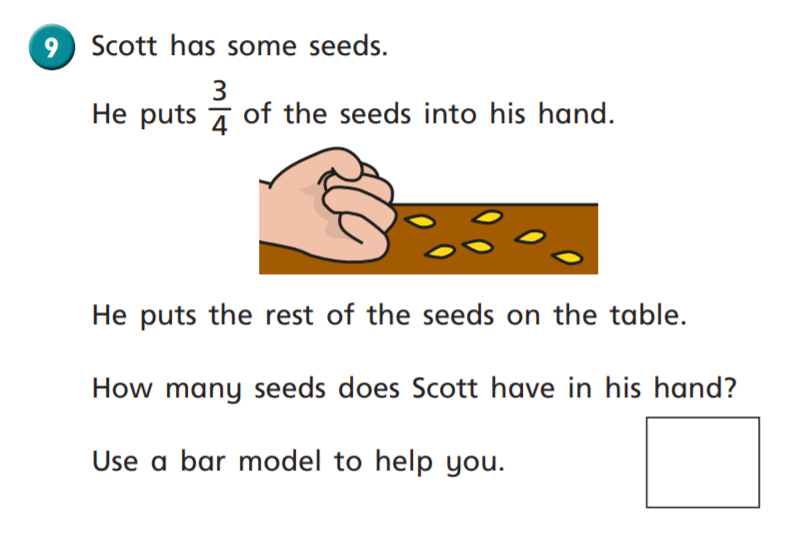 9 Scott has some seeds.
He puts 3/4 of the seeds into his hand.
He puts the rest of the seeds on the table.
How many seeds does Scott have in his hand?
Use a bar model to help you.